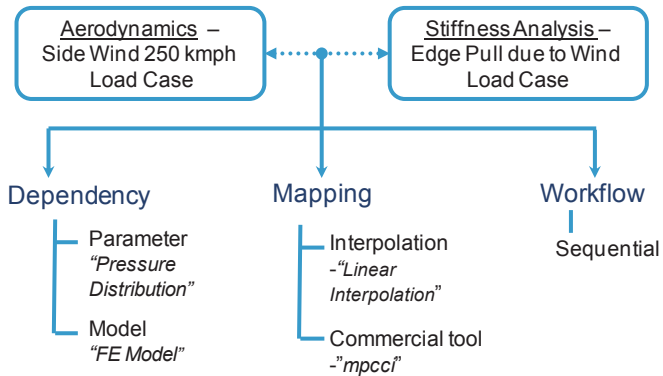 Aerodynamics –
Side Wind 250 kmph
Load Case
Stiffness Analysis –
Edge Pull due to Wind
Load Case
Dependency
Parameter
“Pressure
Distribution”
Model
“FE Model”
Mapping
Interpolation
-“Linear
Interpolation”
Commercial tool
-”mpcci”
Workflow
Sequential